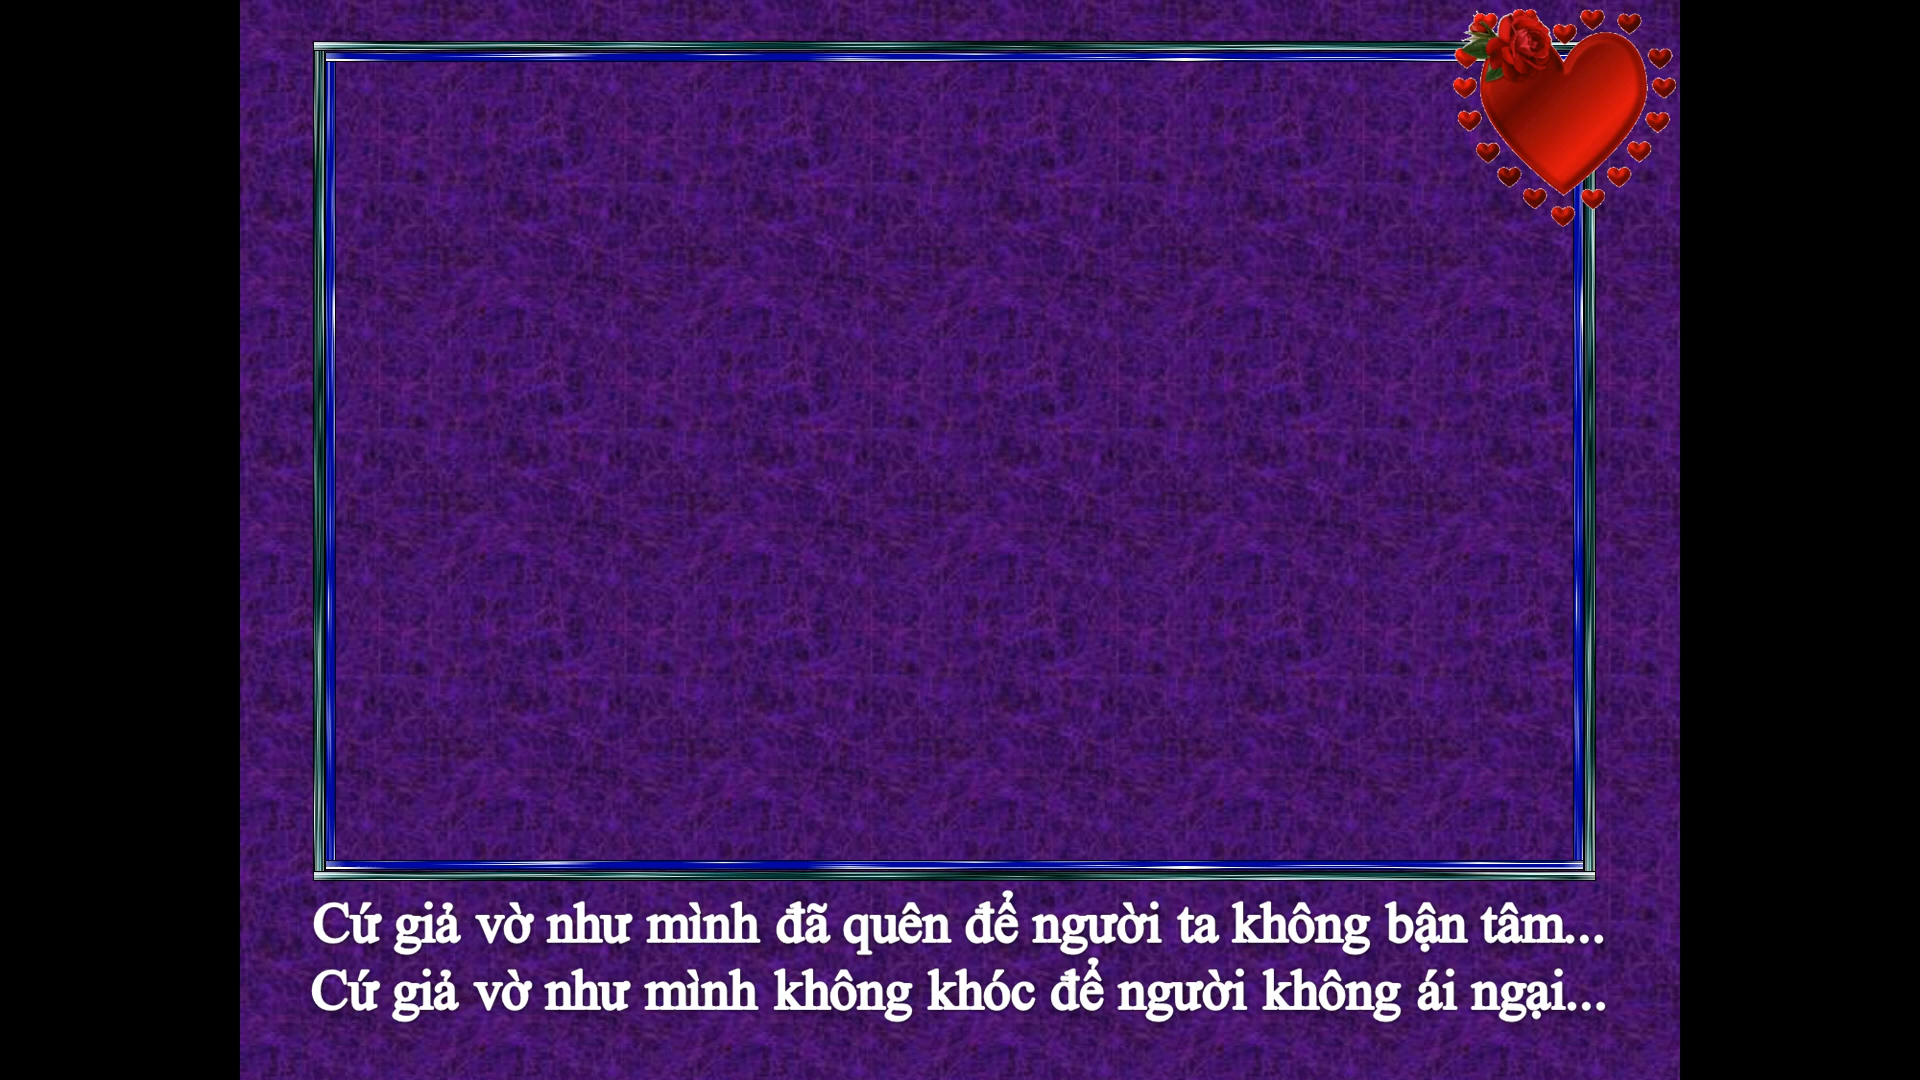 Cứ giả vờ như mình đã quên để người ta không bận tâm...
Cứ giả vờ như mình không khóc để người không ái ngại...